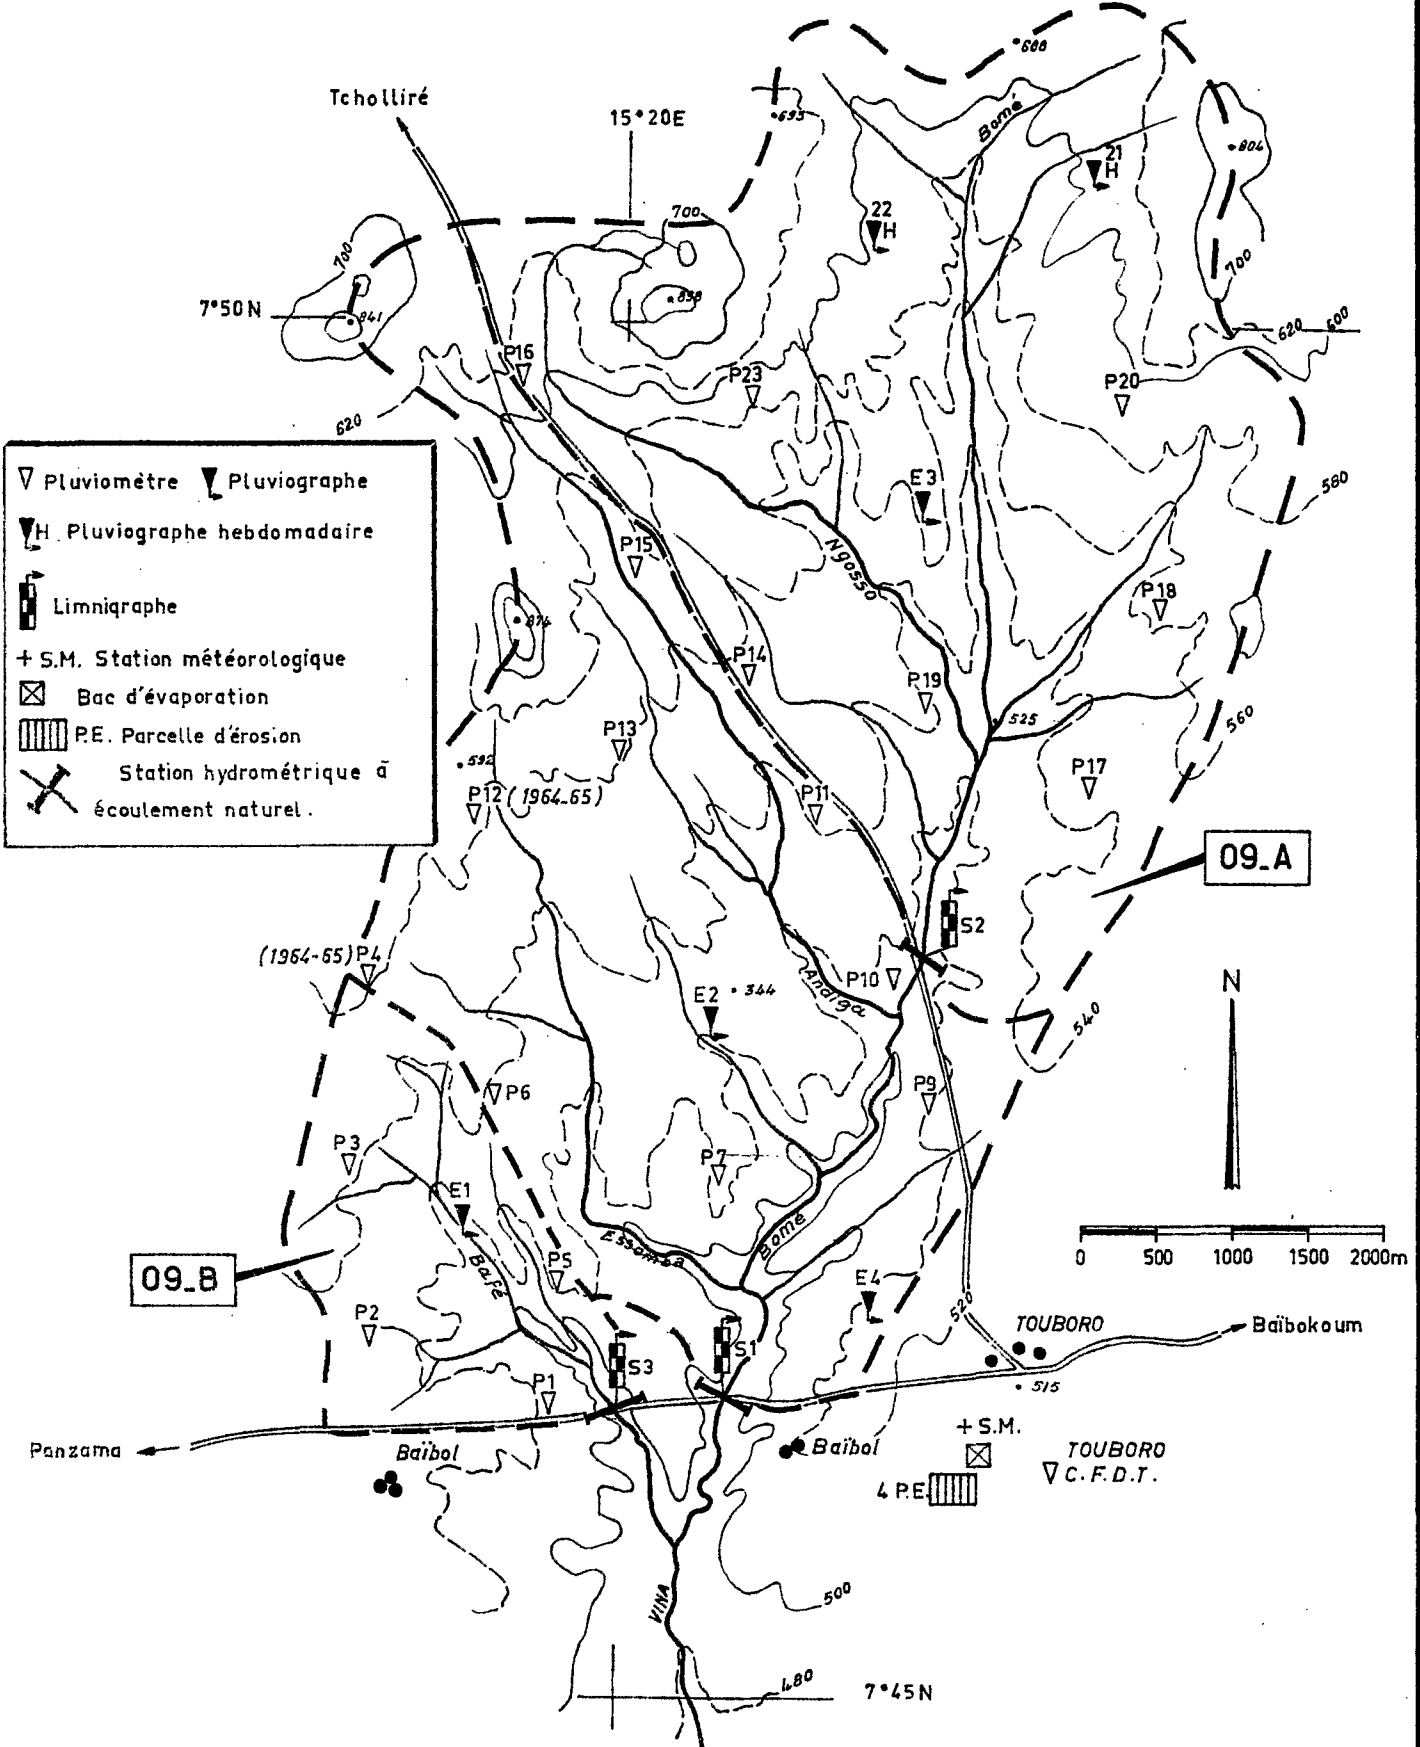 688
Tcholliré
15°20E
693
Bomé
21
H
804
22
H
700
700
700
7°50N
841
838
620
600
P16
P23
P20
620
580
Pluviomètre
Pluviographe
H Pluviographe hebdomadaire
Limnigraphe
+ S.M. Station météorologique
Bac d'évaporation
P.E. Parcelle d'érosion
Station hydrométrique à
écoulement naturel.
E3
P15
Ngosso
P18
874
P14
P19
525
560
P13
592
P17
P12 (1964-65)
P11
09_A
S2
(1964-65) P4
P10
Andiga
E2
344
N
540
P6
P9
P3
P7
E1
Essamba
Bomé
0 500 1000 1500 2000m
09_B
Bafé
P5
E4
P2
520
TOUBORO
Baïbokoum
S3
S1
515
P1
Panzama
Baïbol
Baïbol
+ S.M.
TOUBORO
C.F.D.T.
4 P.E.
500
VINA
480
7°45N